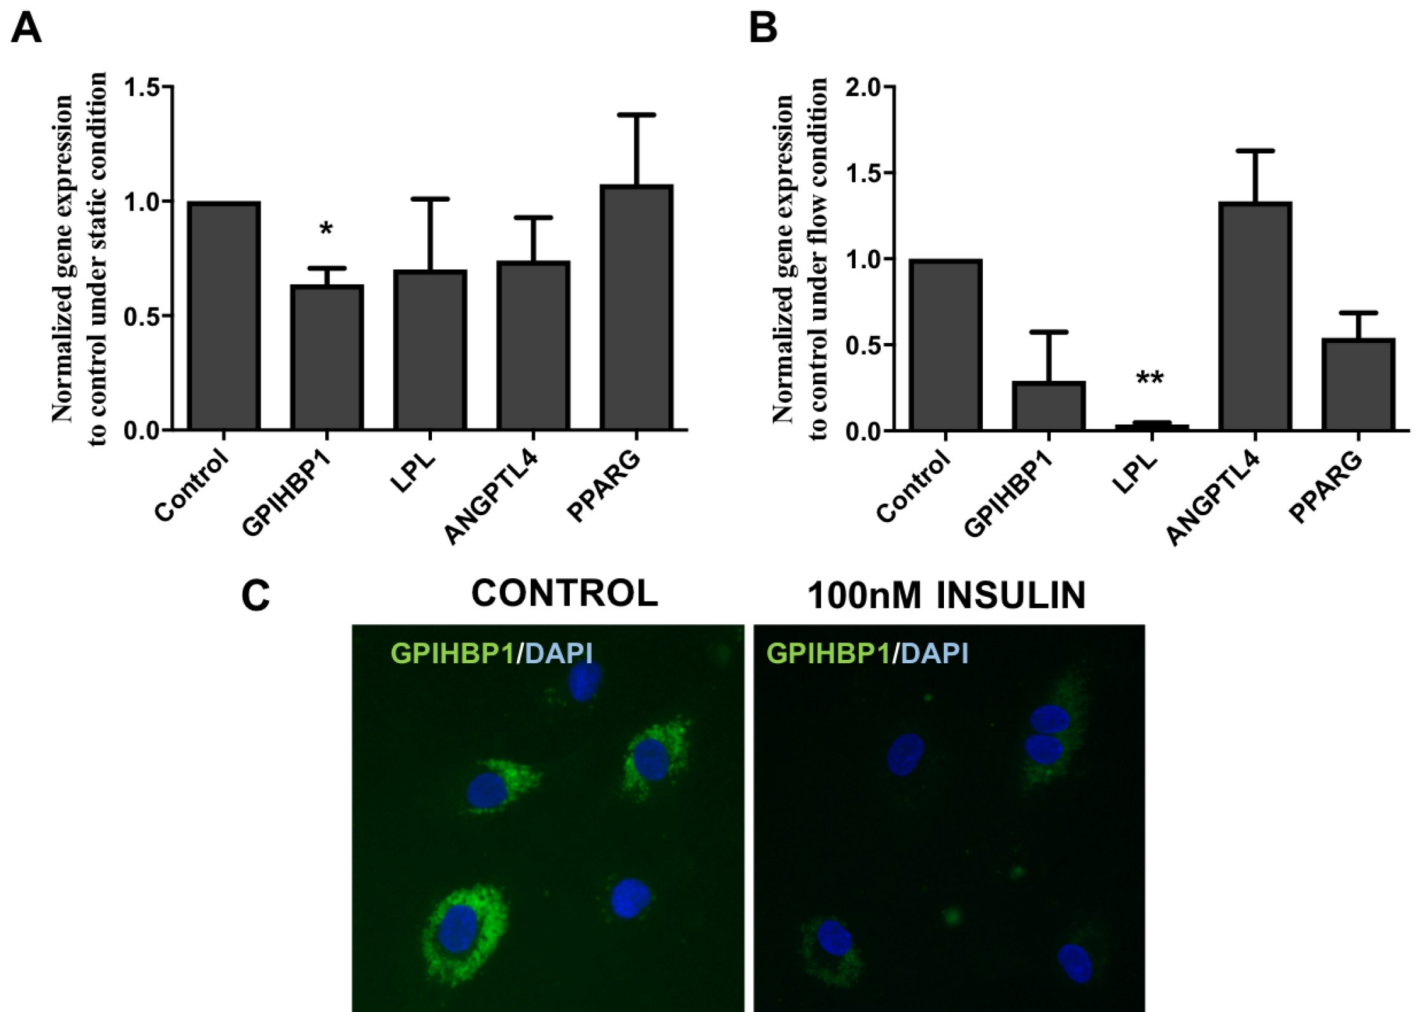 A
B
Normalized gene expression
to control under static condition
1.5
1.0
0.5
0.0
*
Control
GPIHBP1
LPL
ANGPTL4
PPARG
Normalized gene expression
to control under flow condition
2.0
1.5
1.0
0.5
0.0
**
Control
GPIHBP1
LPL
ANGPTL4
PPARG
C
CONTROL
100nM INSULIN
GPIHBP1/DAPI
GPIHBP1/DAPI